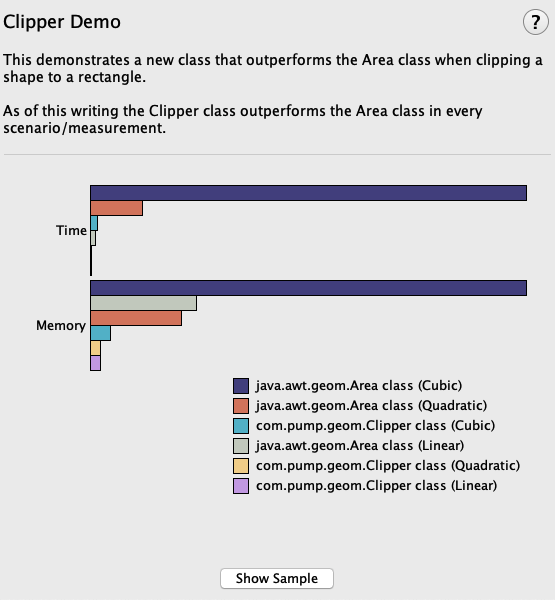 Clipper Demo
?
This demonstrates a new class that outperforms the Area class when clipping a
shape to a rectangle.
As of this writing the Clipper class outperforms the Area class in every
scenario/measurement.
Time
Memory
java.awt.geom.Area class (Cubic)
java.awt.geom.Area class (Quadratic)
com.pump.geom.Clipper class (Cubic)
java.awt.geom.Area class (Linear)
com.pump.geom.Clipper class (Quadratic)
com.pump.geom.Clipper class (Linear)
Show Sample